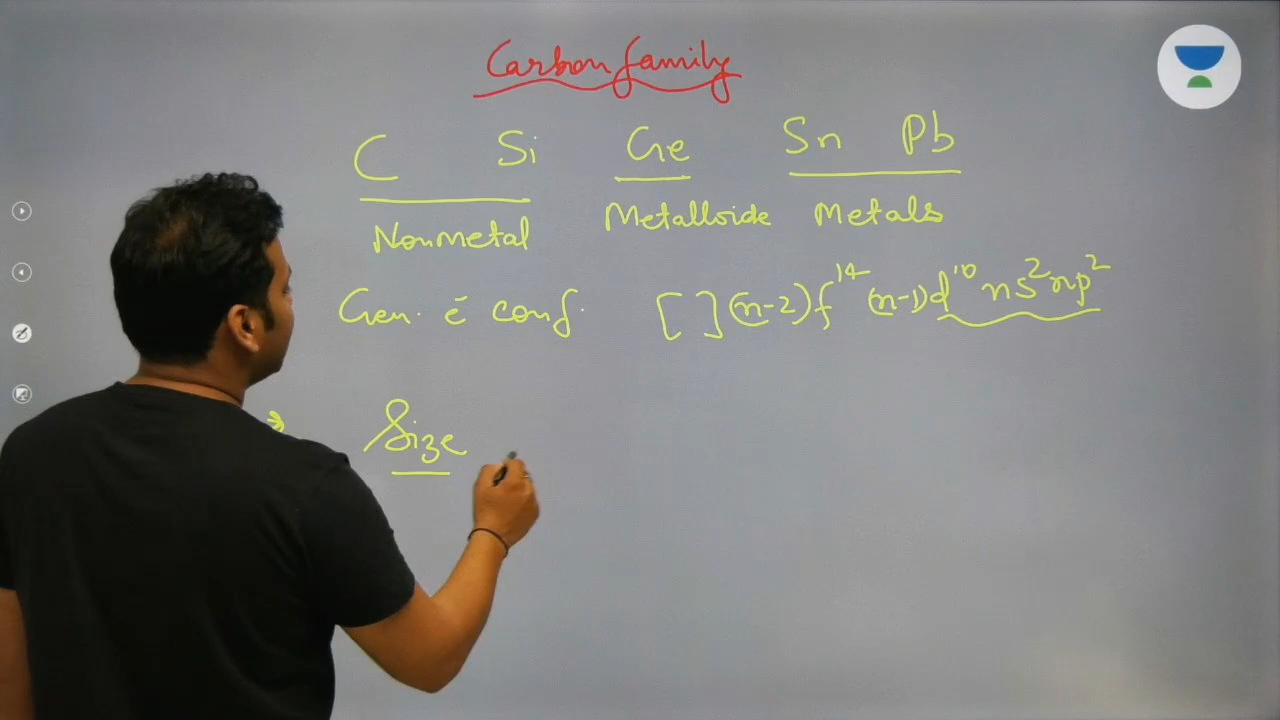 Carbon family
C Si Ge Sn Pb
Nonmetal Metalloide Metals
Gen. ē conf. [ ] (n-2)f¹⁴ (n-1)d¹⁰ ns² np²
→ Size